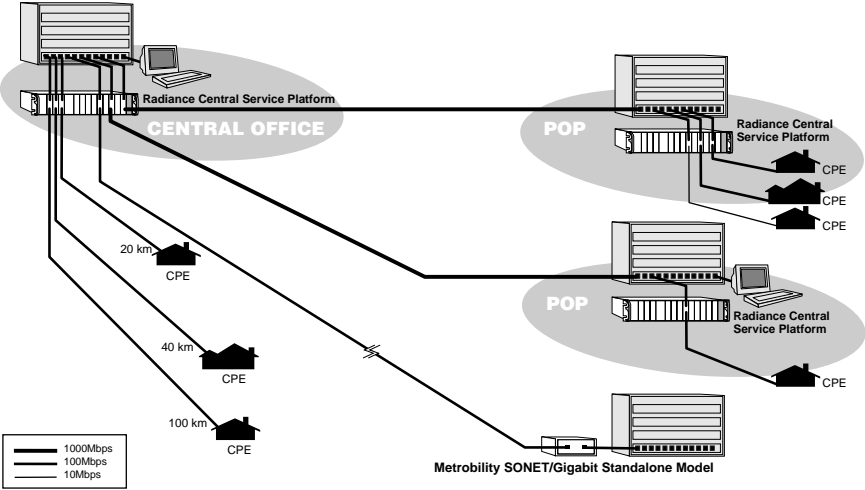 Radiance Central Service Platform
CENTRAL OFFICE
POP
Radiance Central
Service Platform
CPE
CPE
CPE
20 km
CPE
POP
Radiance Central
Service Platform
40 km
CPE
CPE
100 km
CPE
1000Mbps
100Mbps
10Mbps
Metrobility SONET/Gigabit Standalone Model